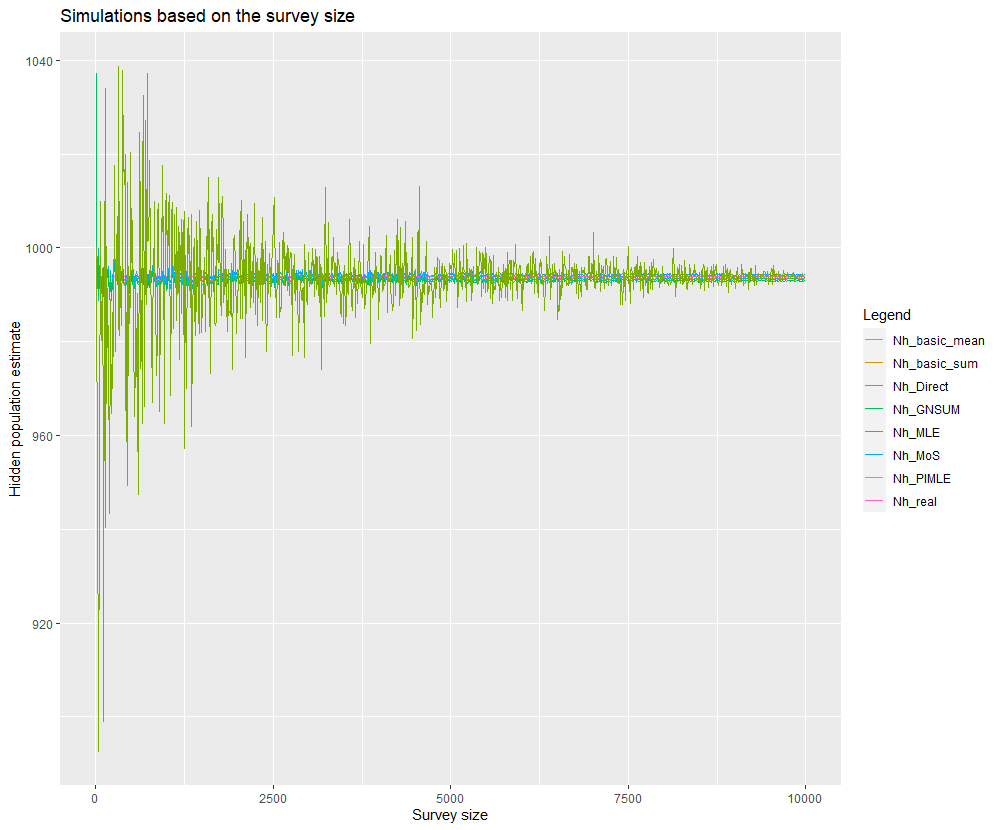 Simulations based on the survey size
Hidden population estimate
1040
1000
960
920
0
2500
5000
7500
10000
Survey size
Legend
Nh_basic_mean
Nh_basic_sum
Nh_Direct
Nh_GNSUM
Nh_MLE
Nh_MoS
Nh_PIMLE
Nh_real